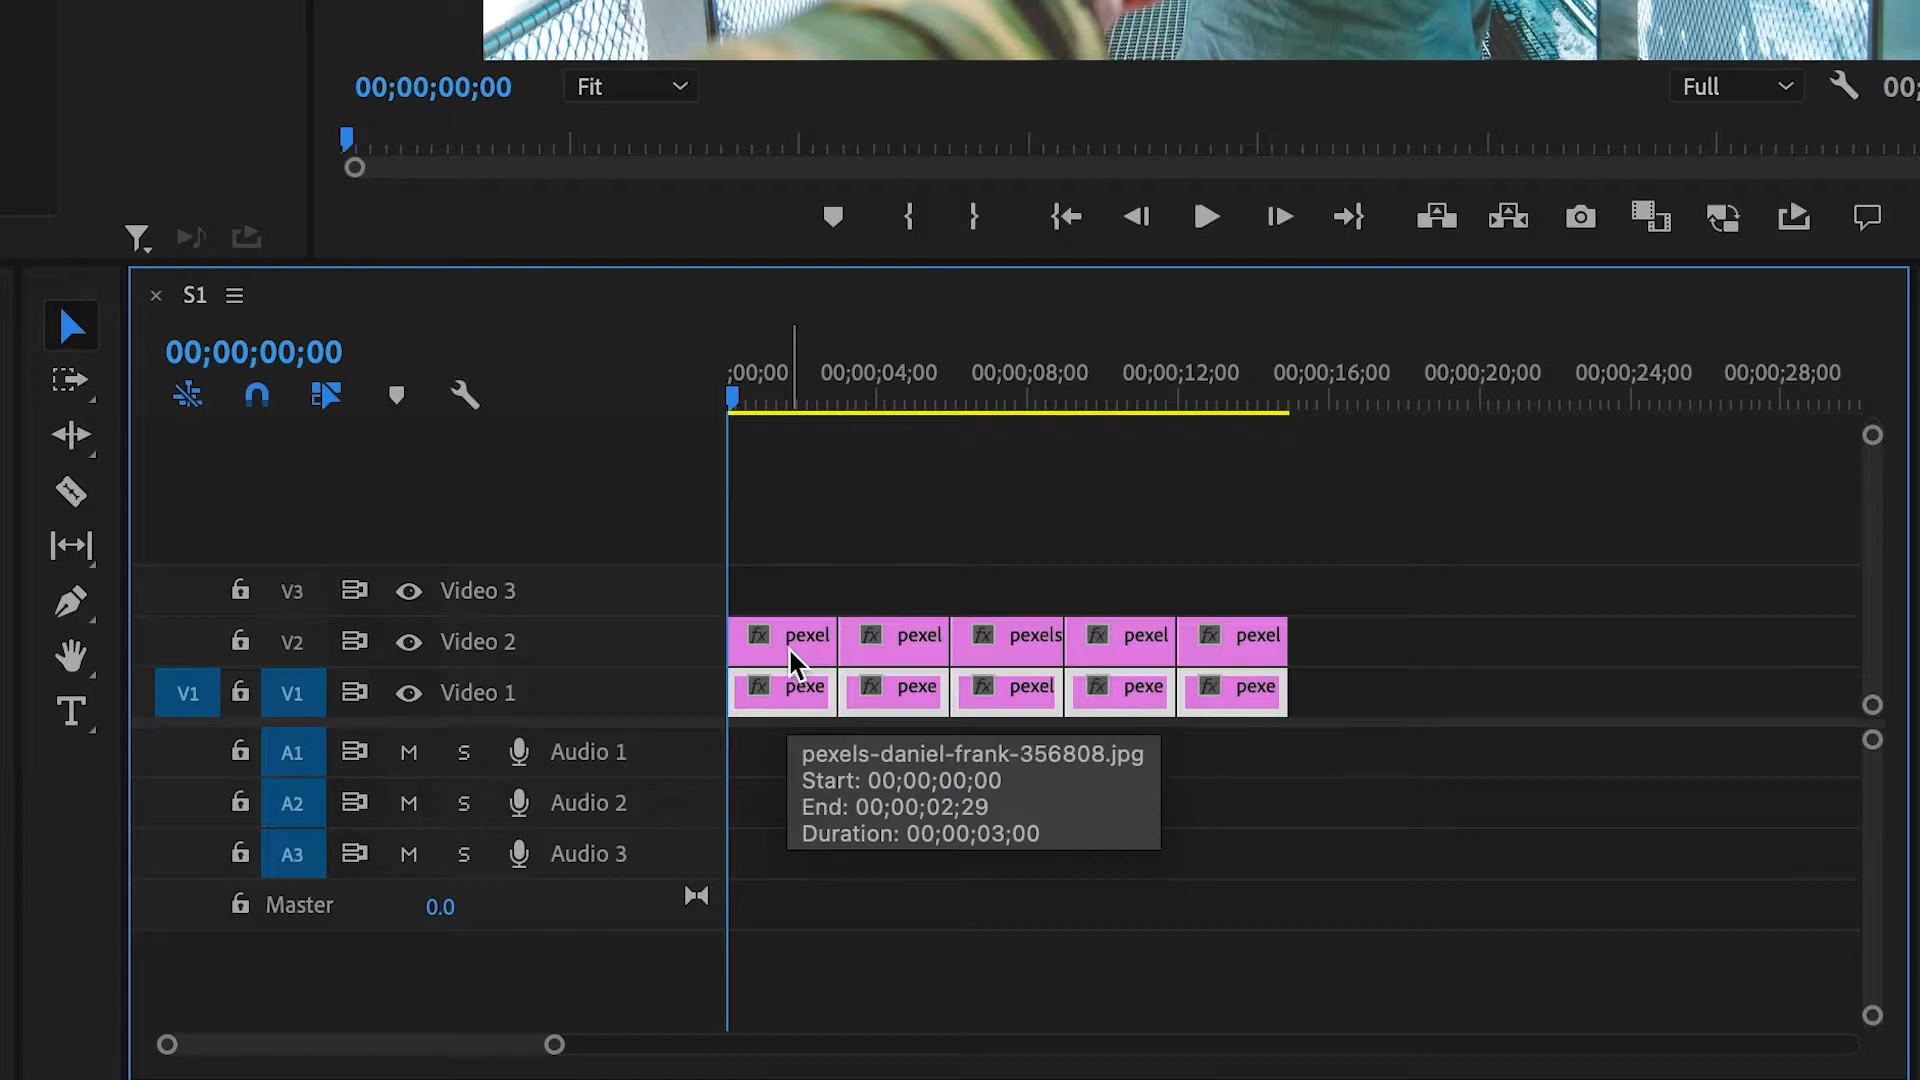 00;00;00;00 Fit Full 00;
× S1
00;00;00;00
;00;00 00;00;04;00 00;00;08;00 00;00;12;00 00;00;16;00 00;00;20;00 00;00;24;00 00;00;28;00
V3 Video 3
V2 Video 2 fx pexel fx pexel fx pexels fx pexel fx pexel
V1 V1 Video 1 fx pexe fx pexe fx pexel fx pexe fx pexe
T
A1 M S Audio 1
A2 M S Audio 2
A3 M S Audio 3
Master 0.0
pexels-daniel-frank-356808.jpg
Start: 00;00;00;00
End: 00;00;02;29
Duration: 00;00;03;00